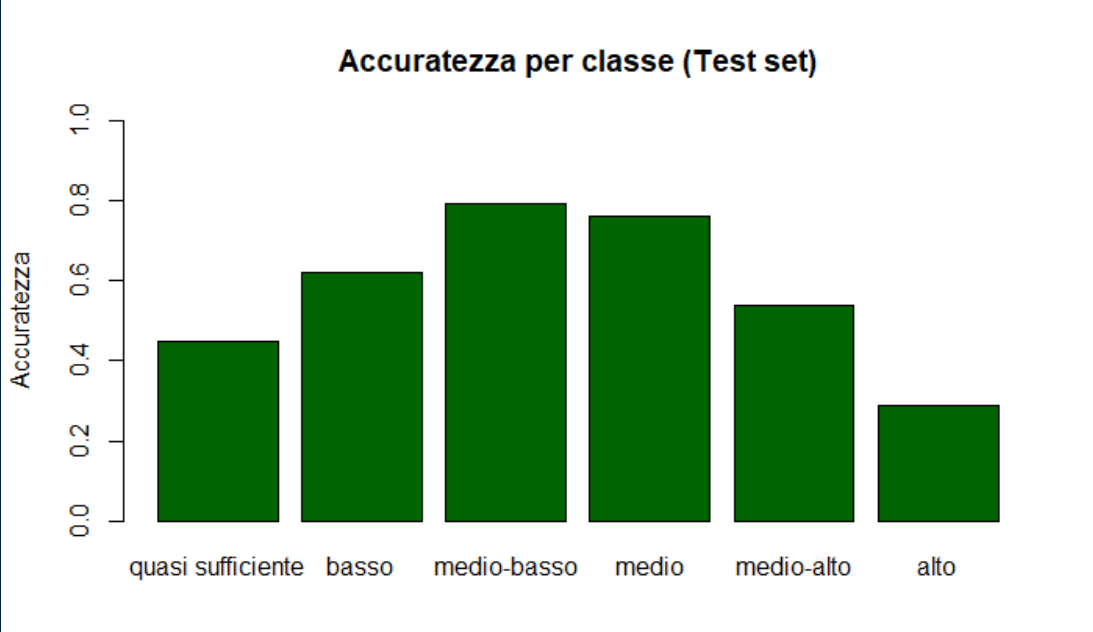 Accuratezza per classe (Test set)
Accuratezza
1.0
0.8
0.6
0.4
0.2
0.0
quasi sufficiente basso medio-basso medio medio-alto alto